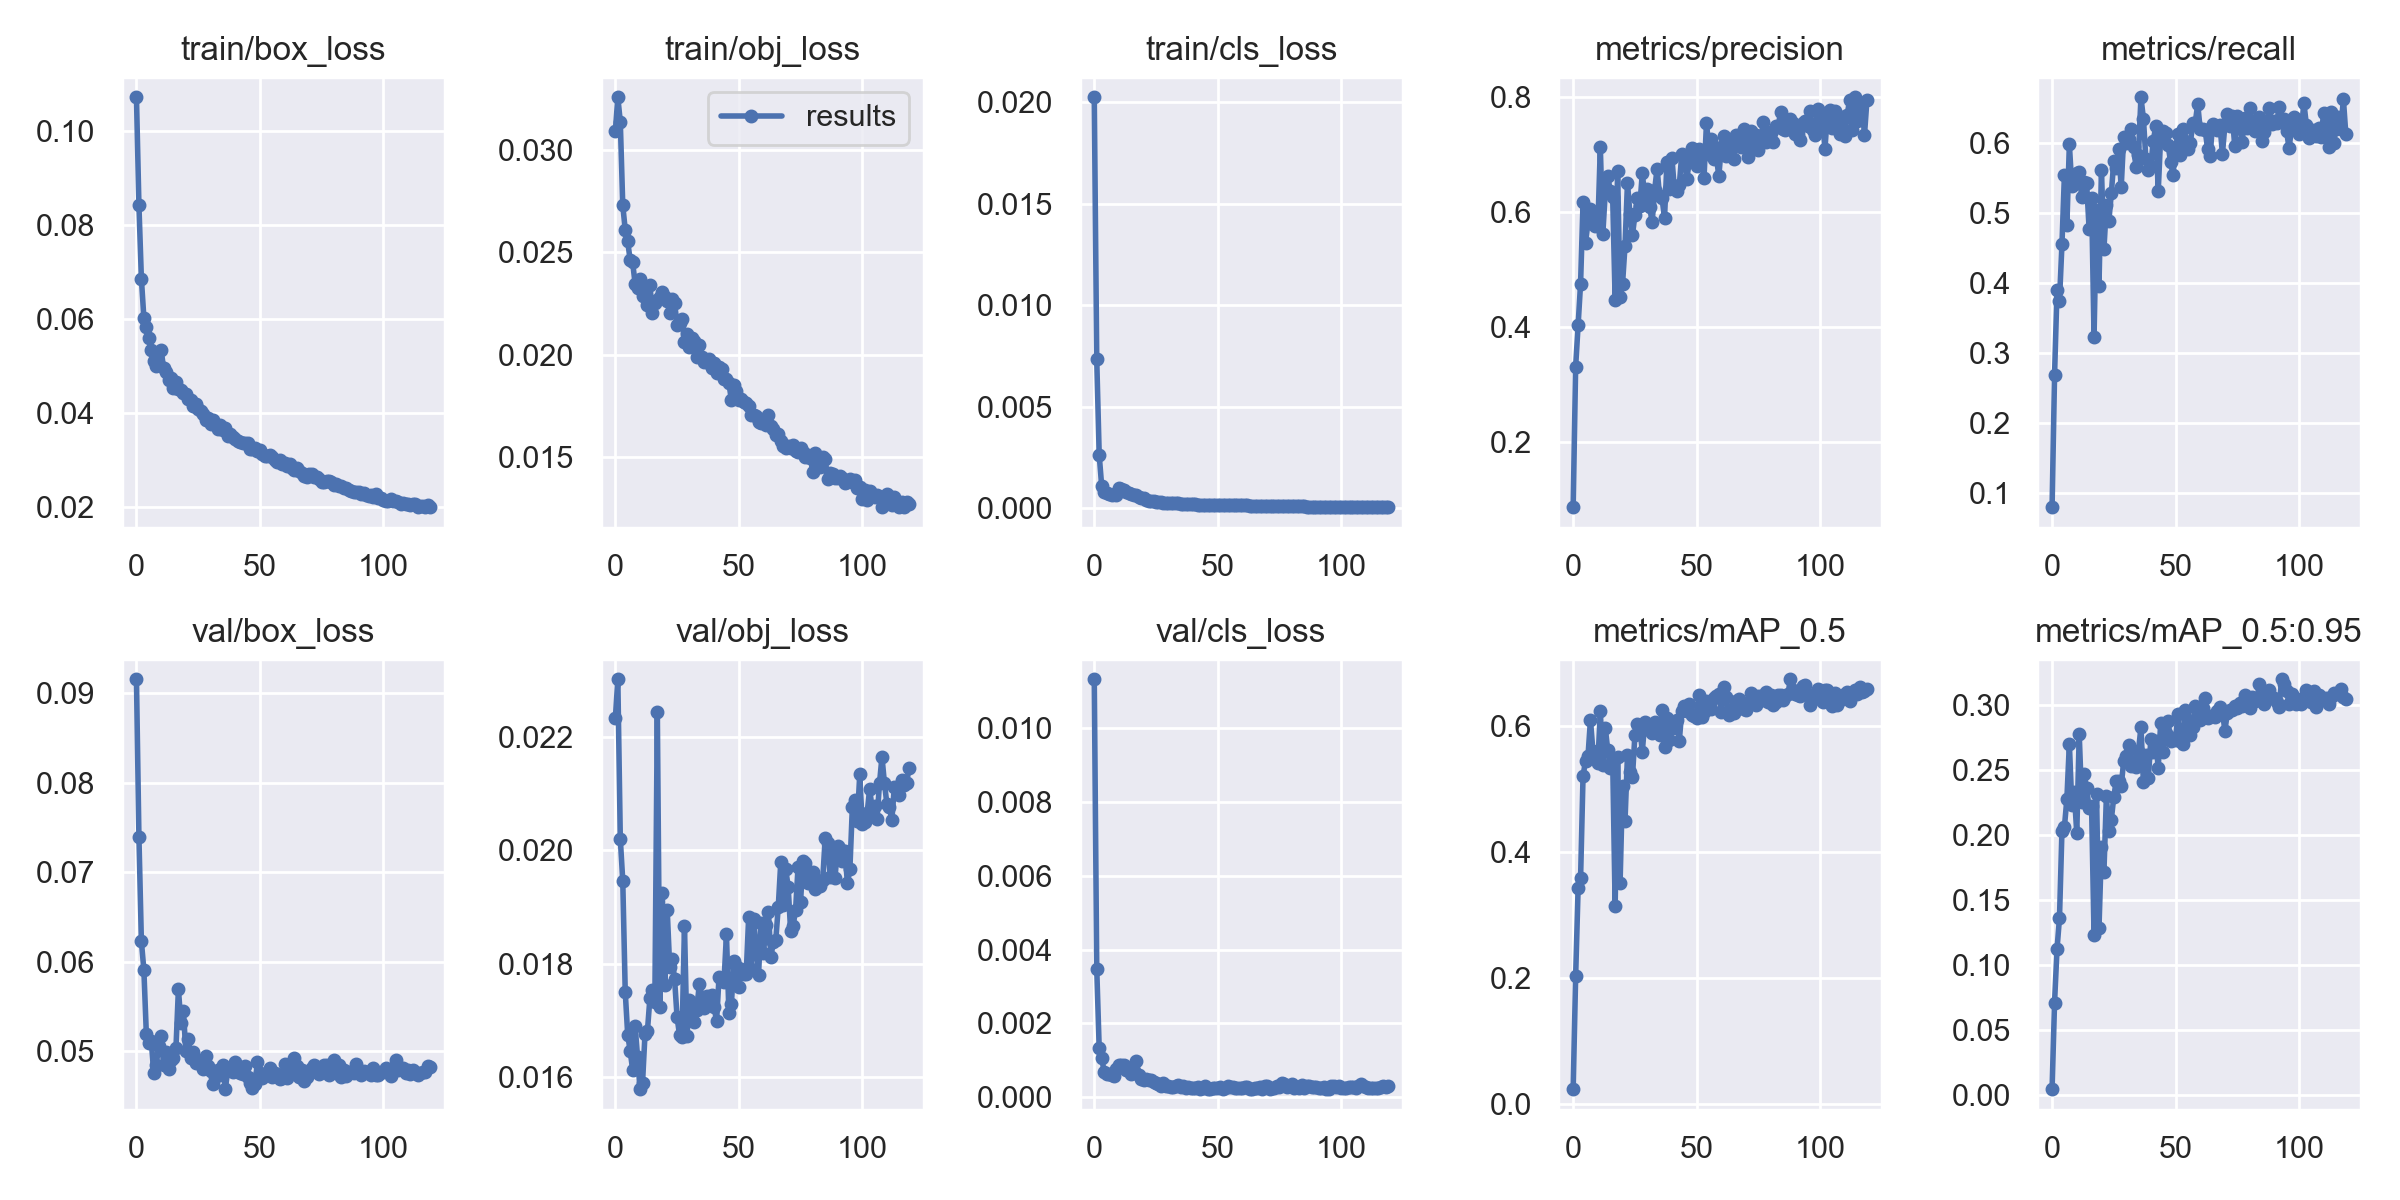 train/box_loss
train/obj_loss
train/cls_loss
metrics/precision
metrics/recall
0.10
0.08
0.06
0.04
0.02
0 50 100
results
0.030
0.025
0.020
0.015
0 50 100
0.020
0.015
0.010
0.005
0.000
0 50 100
0.8
0.6
0.4
0.2
0 50 100
0.6
0.5
0.4
0.3
0.2
0.1
0 50 100
val/box_loss
val/obj_loss
val/cls_loss
metrics/mAP_0.5
metrics/mAP_0.5:0.95
0.09
0.08
0.07
0.06
0.05
0 50 100
0.022
0.020
0.018
0.016
0 50 100
0.010
0.008
0.006
0.004
0.002
0.000
0 50 100
0.6
0.4
0.2
0.0
0 50 100
0.30
0.25
0.20
0.15
0.10
0.05
0.00
0 50 100